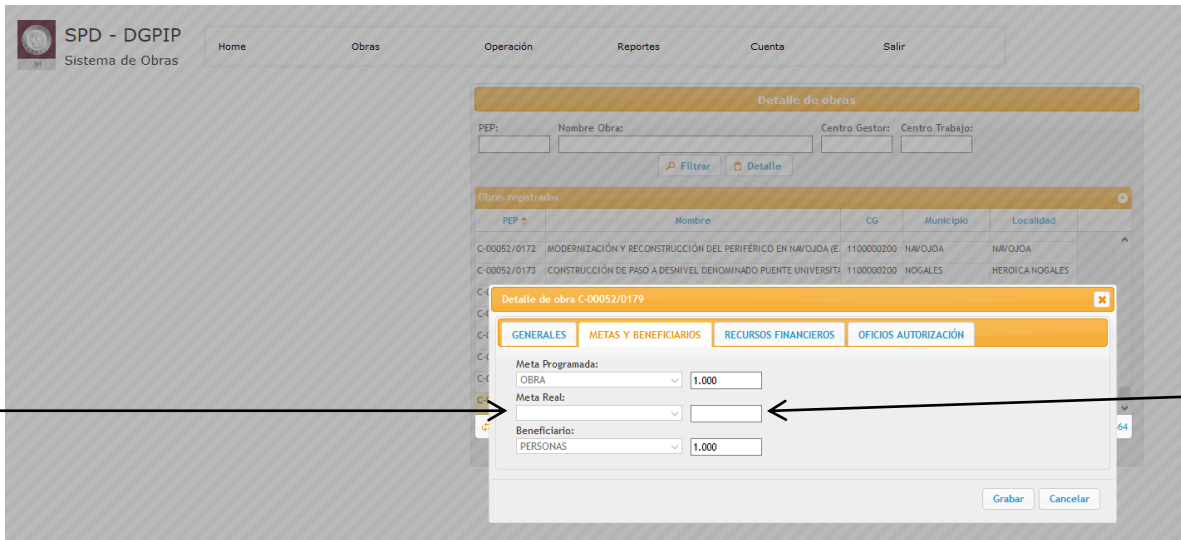 SPD - DGPIP
Sistema de Obras
SH
Home Obras Operación Reportes Cuenta Salir
Detalle de obras
PEP: Nombre Obra: Centro Gestor: Centro Trabajo:
Filtrar Detalle
Obras registradas
PEP Nombre CG Municipio Localidad
C-00052/0172 MODERNIZACIÓN Y RECONSTRUCCIÓN DEL PERIFÉRICO EN NAVOJOA (E. 1100000200 NAVOJOA NAVOJOA
C-00052/0173 CONSTRUCCIÓN DE PASO A DESNIVEL DENOMINADO PUENTE UNIVERSITA 1100000200 NOGALES HEROICA NOGALES
Detalle de obra C-00052/0179
GENERALES METAS Y BENEFICIARIOS RECURSOS FINANCIEROS OFICIOS AUTORIZACIÓN
Meta Programada:
OBRA 1.000
Meta Real:
Beneficiario:
PERSONAS 1.000
64
Grabar Cancelar